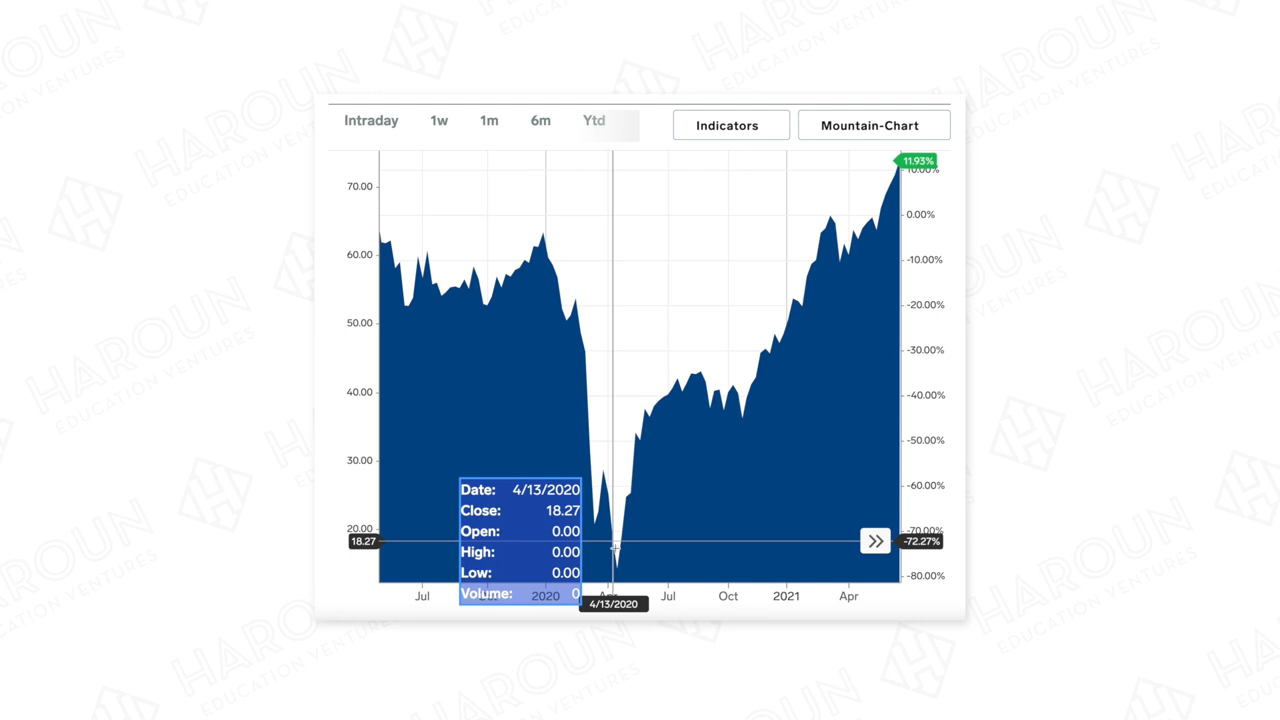 HAROUN
EDUCATION VENTURES
Intraday 1w 1m 6m Ytd Indicators Mountain-Chart
11.93%
10.00%
70.00
0.00%
60.00
-10.00%
-20.00%
50.00
-30.00%
40.00
-40.00%
-50.00%
30.00
-60.00%
Date: 4/13/2020
Close: 18.27
Open: 0.00
High: 0.00
Low: 0.00
Volume: 0
20.00
-70.00%
18.27
-72.27%
-80.00%
Jul 2020 Jul Oct 2021 Apr
4/13/2020